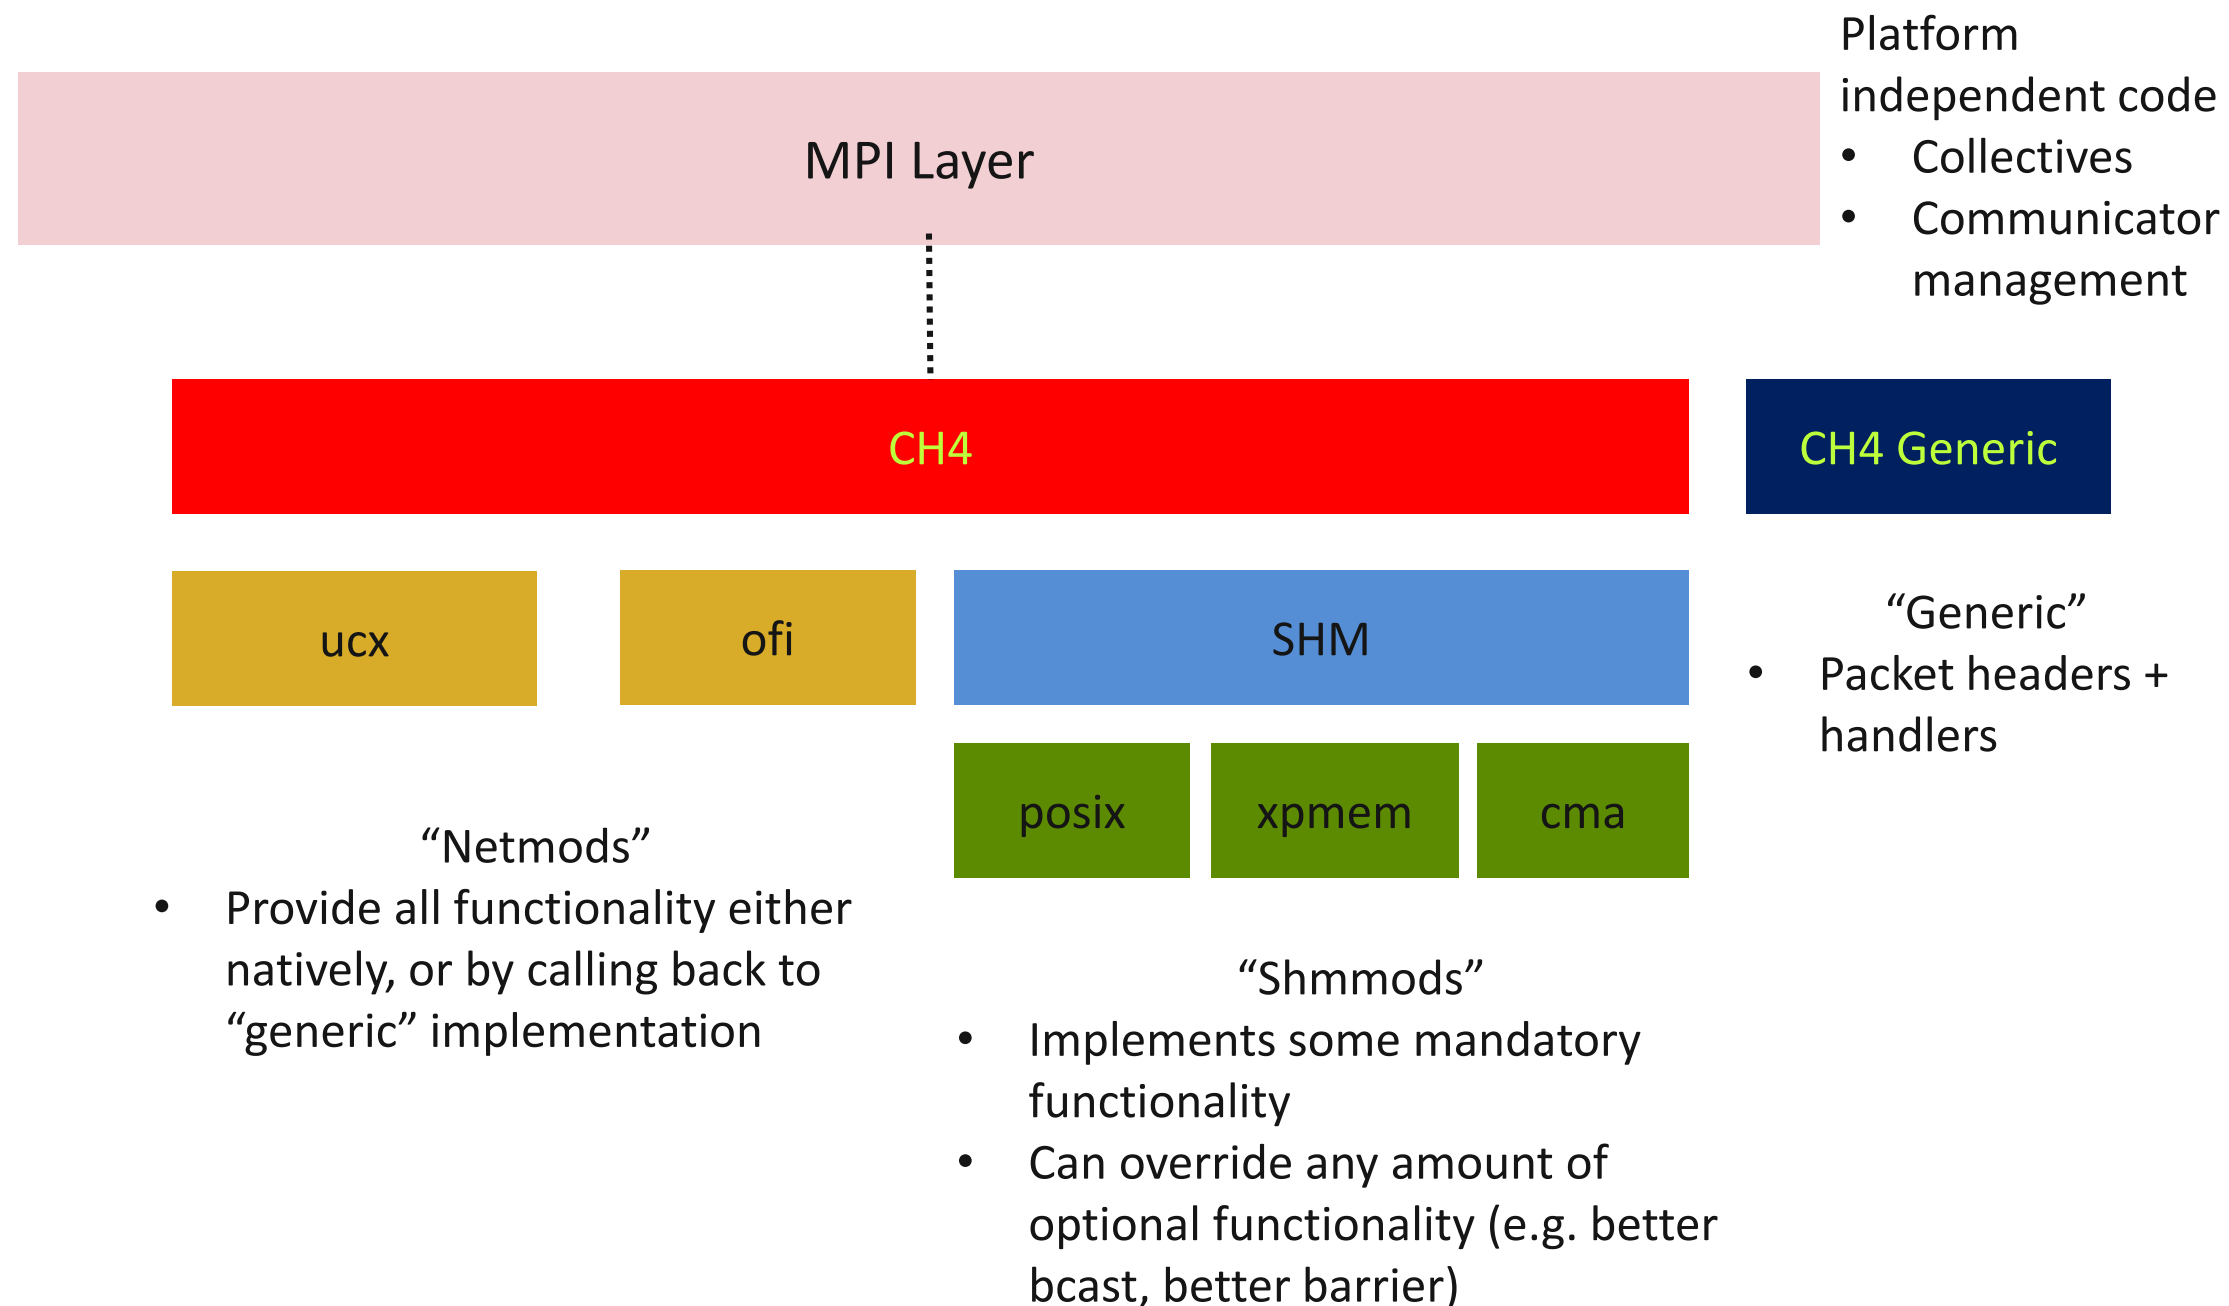 Platform
independent code
• Collectives
• Communicator
management
MPI Layer
CH4
CH4 Generic
ucx
ofi
SHM
“Generic”
• Packet headers +
handlers
posix
xpmem
cma
“Netmods”
• Provide all functionality either
natively, or by calling back to
“generic” implementation
“Shmmods”
• Implements some mandatory
functionality
• Can override any amount of
optional functionality (e.g. better
bcast, better barrier)